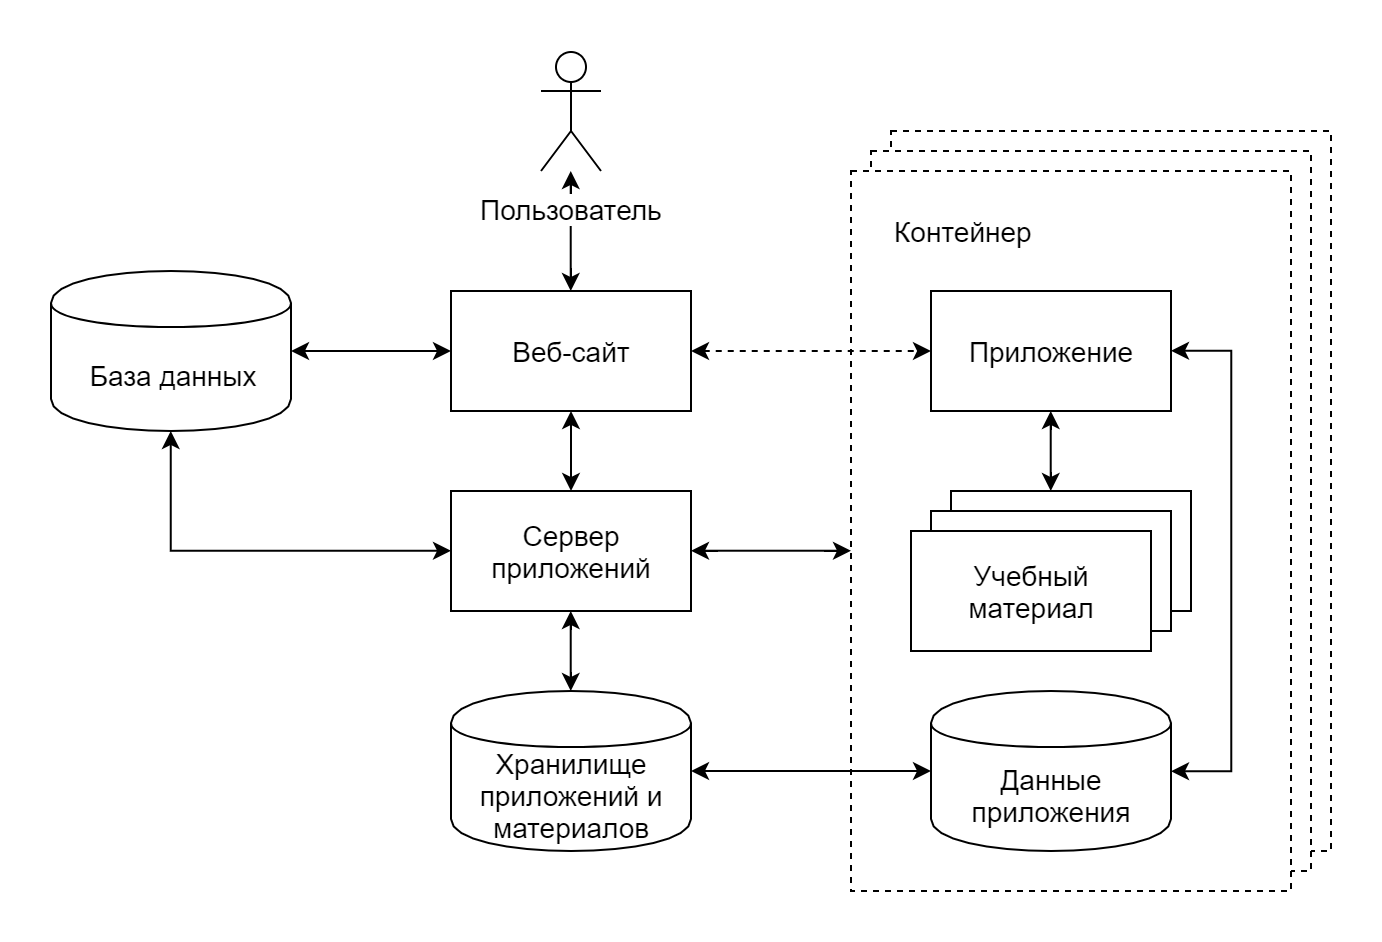 Пользователь
Контейнер
База данных
Веб-сайт
Приложение
Сервер
приложений
Учебный
материал
Хранилище
приложений и
материалов
Данные
приложения